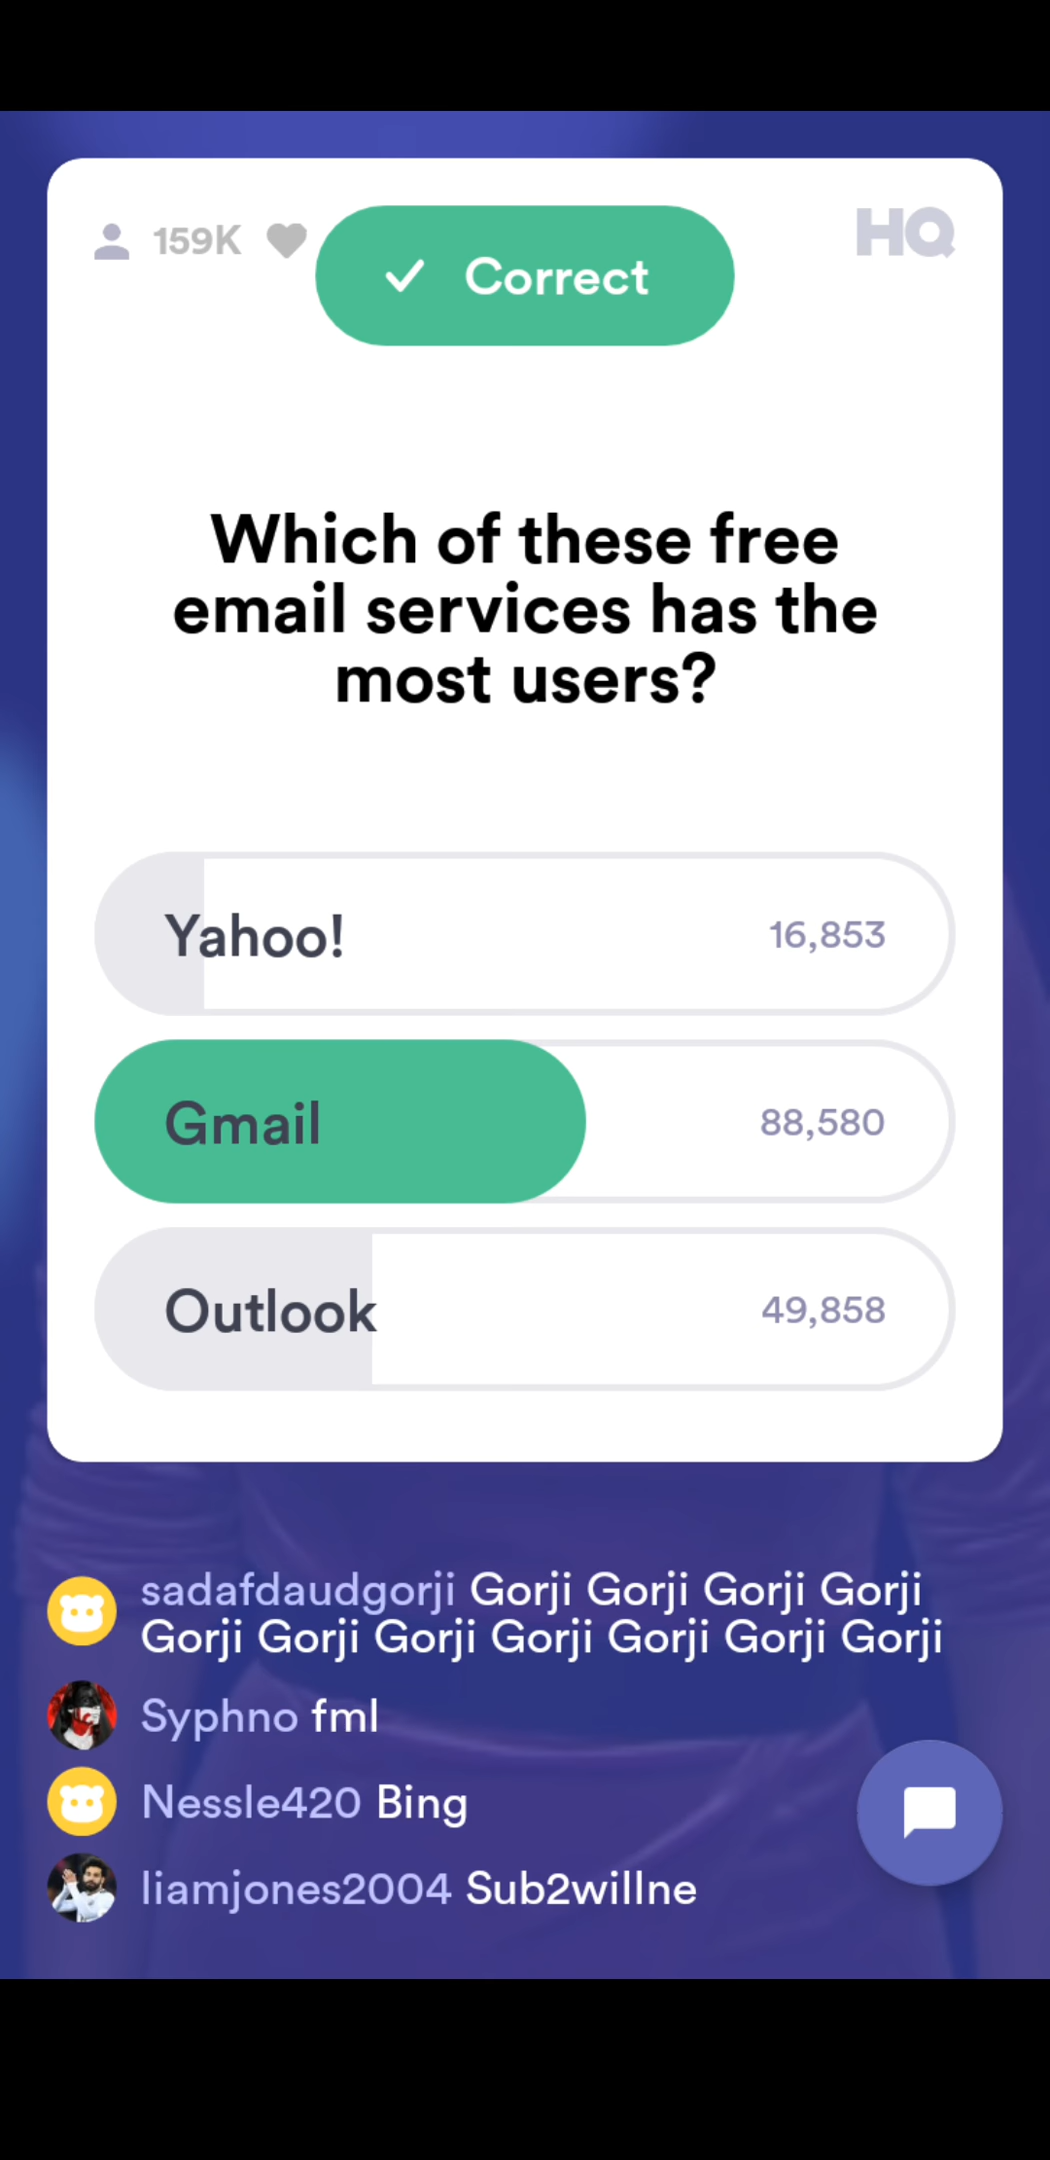 159K
HQ
Correct
Which of these free
email services has the
most users?
Yahoo! 16,853
Gmail 88,580
Outlook 49,858
sadafdaudgorji Gorji Gorji Gorji Gorji
Gorji Gorji Gorji Gorji Gorji Gorji Gorji
Syphno fml
Nessle420 Bing
liamjones2004 Sub2willne